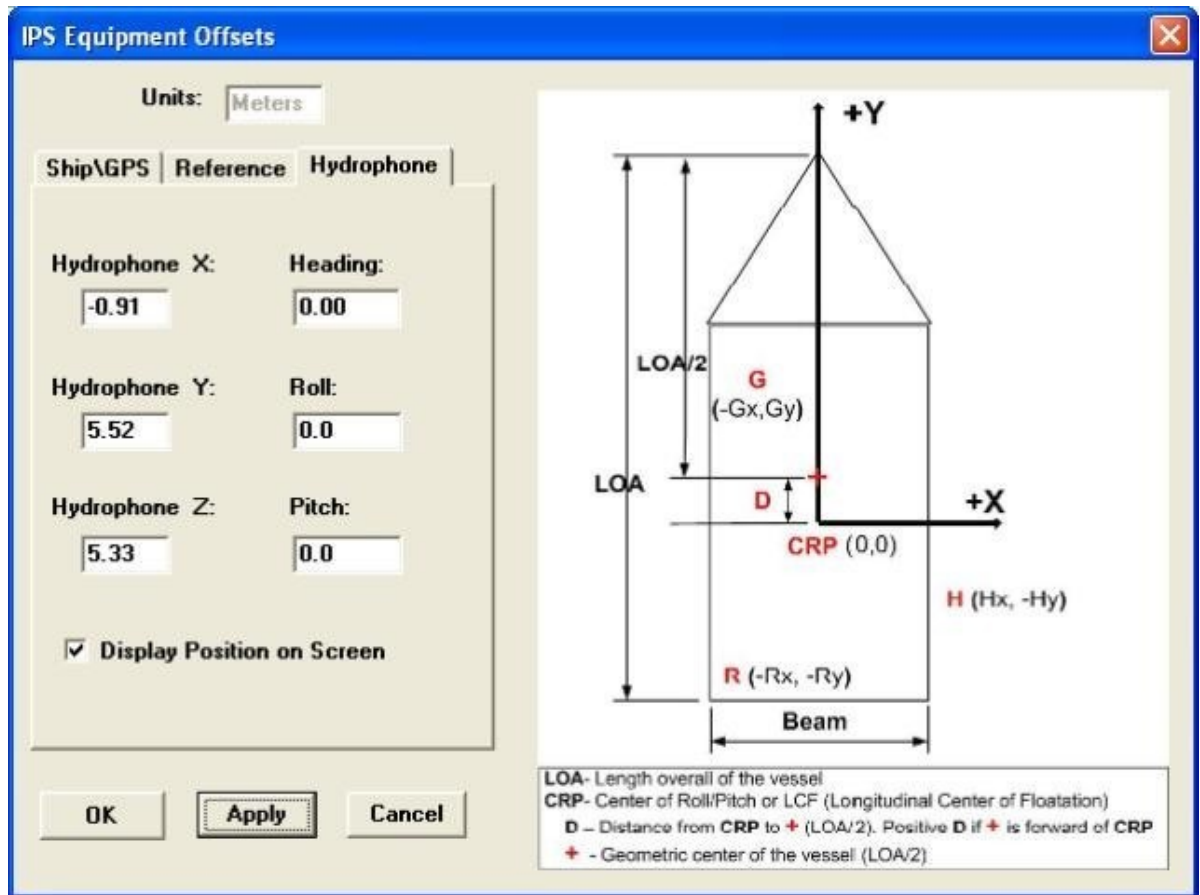 IPS Equipment Offsets
Units: Meters
Ship\GPS Reference Hydrophone
Hydrophone X: Heading:
-0.91 0.00
Hydrophone Y: Roll:
5.52 0.0
Hydrophone Z: Pitch:
5.33 0.0
Display Position on Screen
OK Apply Cancel
+Y
LOA/2
G
(-Gx,Gy)
LOA
D
+X
CRP (0,0)
H (Hx, -Hy)
R (-Rx, -Ry)
Beam
LOA- Length overall of the vessel
CRP- Center of Roll/Pitch or LCF (Longitudinal Center of Floatation)
D – Distance from CRP to + (LOA/2). Positive D if + is forward of CRP
+ - Geometric center of the vessel (LOA/2)